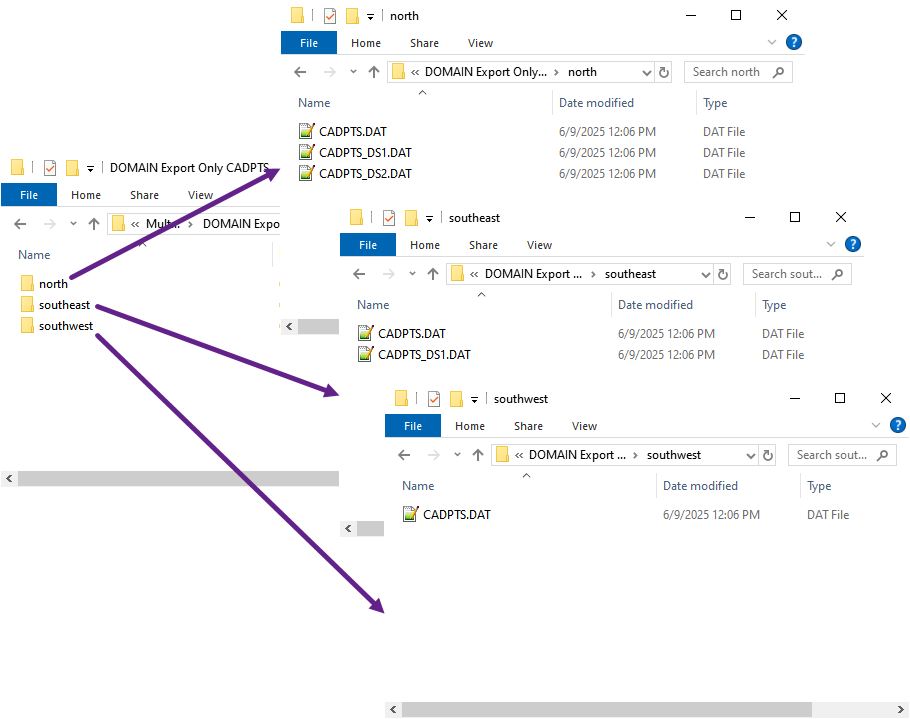 north
File Home Share View
« DOMAIN Export Only... > north
Search north
Name Date modified Type
CADPTS.DAT 6/9/2025 12:06 PM DAT File
CADPTS_DS1.DAT 6/9/2025 12:06 PM DAT File
CADPTS_DS2.DAT 6/9/2025 12:06 PM DAT File
DOMAIN Export Only CADPTS
File Home Share View
« Mult... > DOMAIN Expo
Name
north
southeast
southwest
southeast
File Home Share View
« DOMAIN Export ... > southeast
Search sout...
Name Date modified Type
CADPTS.DAT 6/9/2025 12:06 PM DAT File
CADPTS_DS1.DAT 6/9/2025 12:06 PM DAT File
southwest
File Home Share View
« DOMAIN Export ... > southwest
Search sout...
Name Date modified Type
CADPTS.DAT 6/9/2025 12:06 PM DAT File